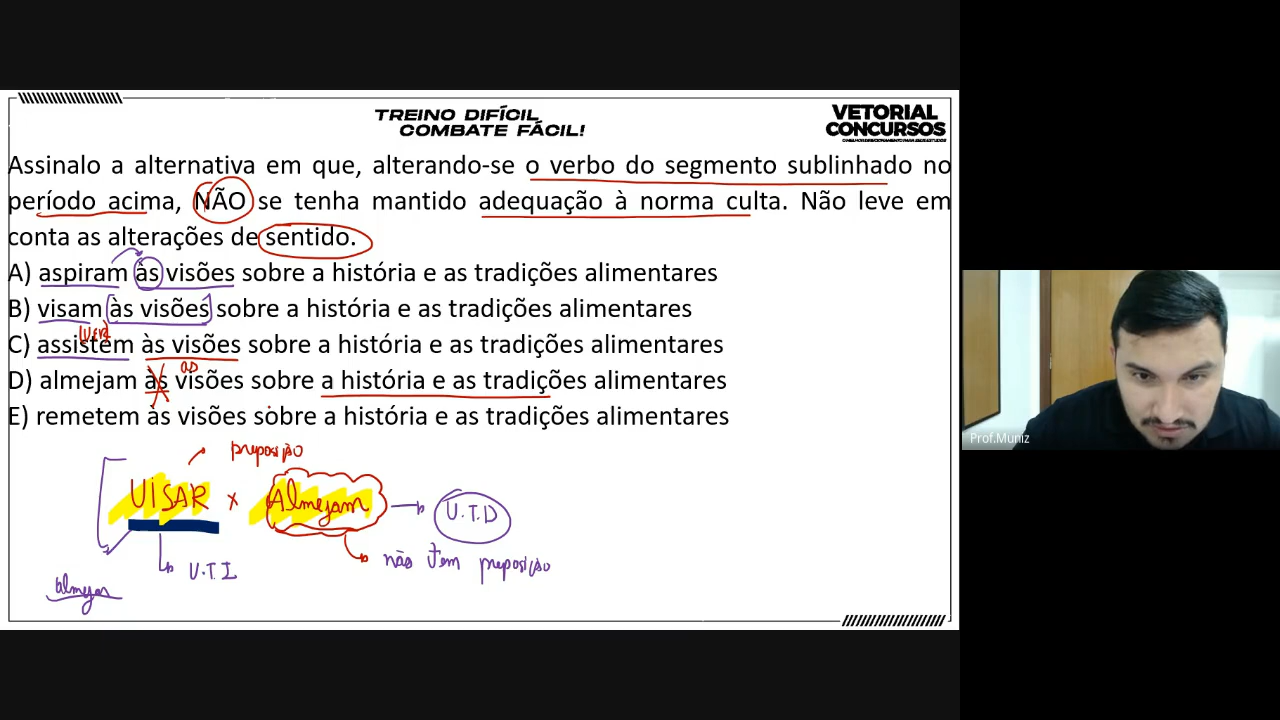 TREINO DIFÍCIL
COMBATE FÁCIL!
VETORIAL
CONCURSOS
Assinalo a alternativa em que, alterando-se o verbo do segmento sublinhado no
período acima, NÃO se tenha mantido adequação à norma culta. Não leve em
conta as alterações de sentido.
A) aspiram às visões sobre a história e as tradições alimentares
B) visam às visões sobre a história e as tradições alimentares
C) assistem às visões sobre a história e as tradições alimentares
as
D) almejam às visões sobre a história e as tradições alimentares
E) remetem às visões sobre a história e as tradições alimentares
preposição
VISAR x Almejam V.T.D
não tem preposição
V.T.I
almejar
Prof.Muniz